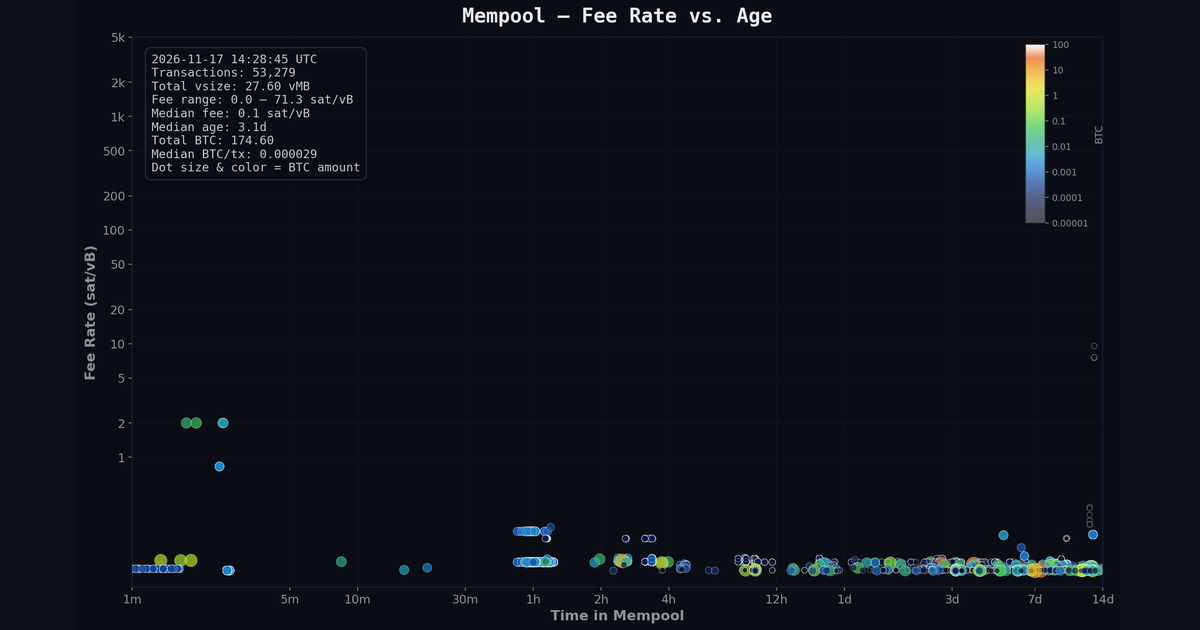 Mempool — Fee Rate vs. Age
2026-11-17 14:28:45 UTC
Transactions: 53,279
Total vsize: 27.60 vMB
Fee range: 0.0 – 71.3 sat/vB
Median fee: 0.1 sat/vB
Median age: 3.1d
Total BTC: 174.60
Median BTC/tx: 0.000029
Dot size & color = BTC amount
5k
2k
1k
500
200
100
50
20
10
5
2
1
Fee Rate (sat/vB)
100
10
1
0.1
0.01
0.001
0.0001
0.00001
BTC
1m 5m 10m 30m 1h 2h 4h 12h 1d 3d 7d 14d
Time in Mempool